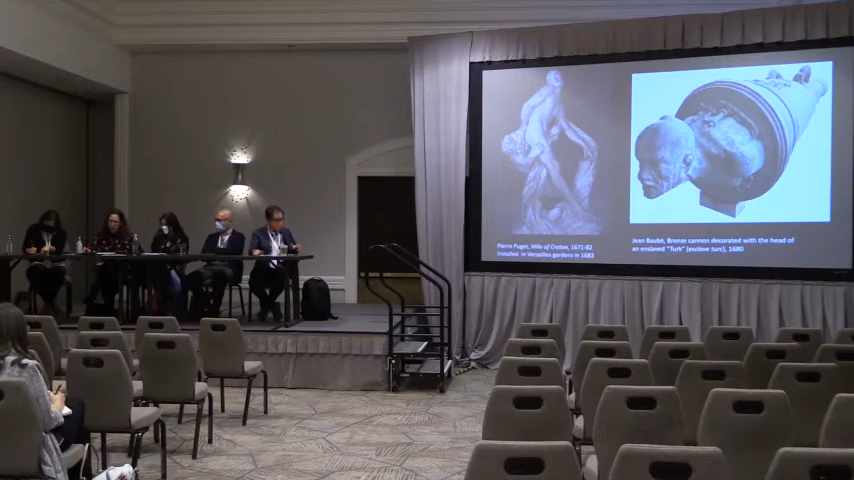 Pierre Puget, Milo of Croton, 1671-82
Installed in Versailles gardens in 1683
Jean Baubé, Bronze cannon decorated with the head of
an enslaved "Turk" (esclave turc), 1680